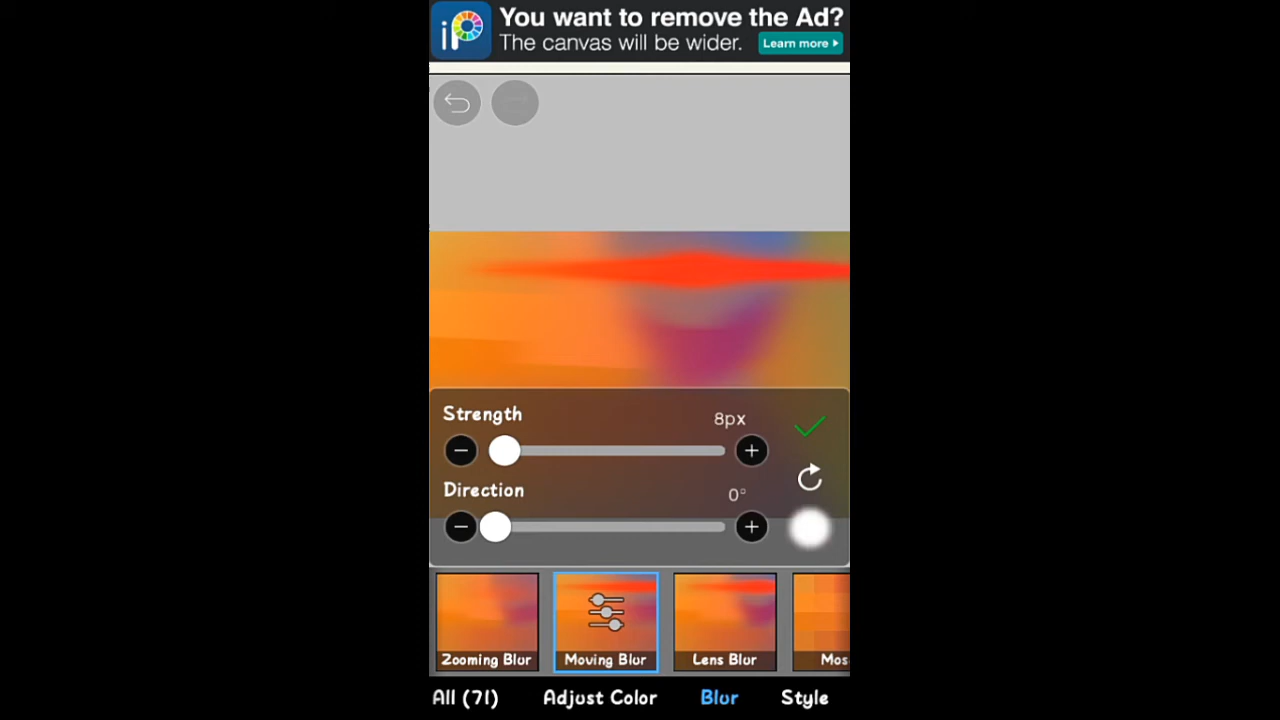 iP
You want to remove the Ad?
The canvas will be wider.
Learn more
Strength
8px
Direction
0°
Zooming Blur
Moving Blur
Lens Blur
Mos
All (71)
Adjust Color
Blur
Style